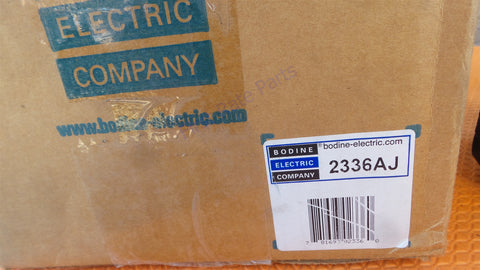 ELECTRIC
COMPANY
www.bodine-electric.com
BODINE
ELECTRIC
COMPANY
bodine-electric.com
2336AJ